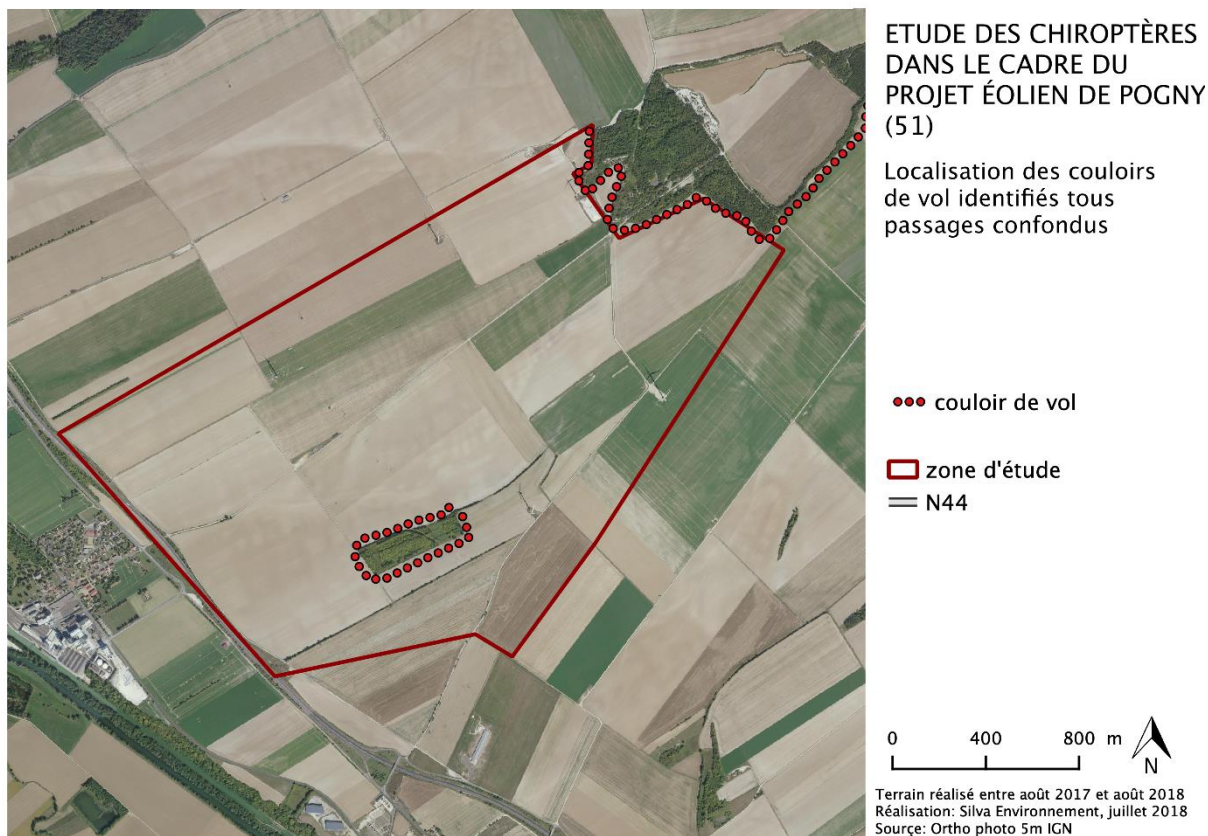 ETUDE DES CHIROPTÈRES
DANS LE CADRE DU
PROJET ÉOLIEN DE POGNY
(51)
Localisation des couloirs
de vol identifiés tous
passages confondus
couloir de vol
zone d'étude
N44
0 400 800 m
N
Terrain réalisé entre août 2017 et août 2018
Réalisation: Silva Environnement, juillet 2018
Source: Ortho photo 5m IGN